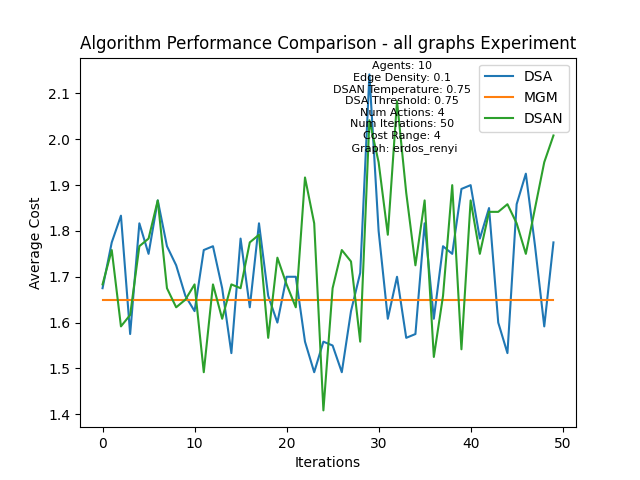 Algorithm Performance Comparison - all graphs Experiment
Agents: 10
Edge Density: 0.1
DSAN Temperature: 0.75
DSA Threshold: 0.75
Num Actions: 4
Num Iterations: 50
Cost Range: 4
Graph: erdos_renyi
DSA
MGM
DSAN
Average Cost
2.1
2.0
1.9
1.8
1.7
1.6
1.5
1.4
0
10
20
30
40
50
Iterations